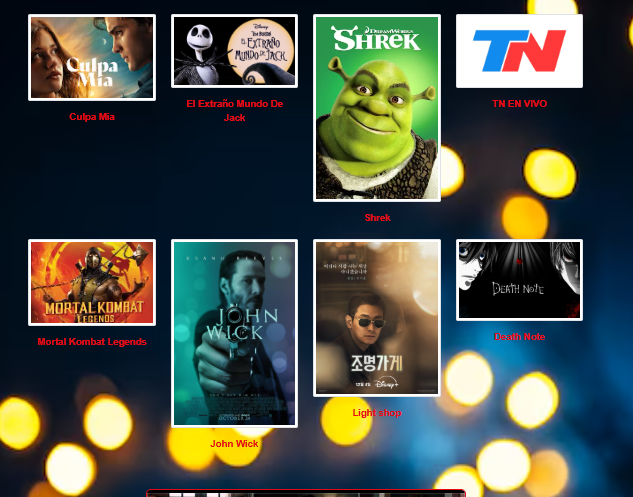 Culpa
Mia
Culpa Mia
Disney
EL EXTRAÑO
MUNDO DE JACK
El Extraño Mundo De
Jack
DREAMWORKS
SHREK
Shrek
TN
TN EN VIVO
MORTAL KOMBAT
LEGENDS
Mortal Kombat Legends
KEANU REEVES
JOHN
WICK
OCTOBER 24
John Wick
조명가게
Disney+
Light shop
DEATH NOTE
Death Note